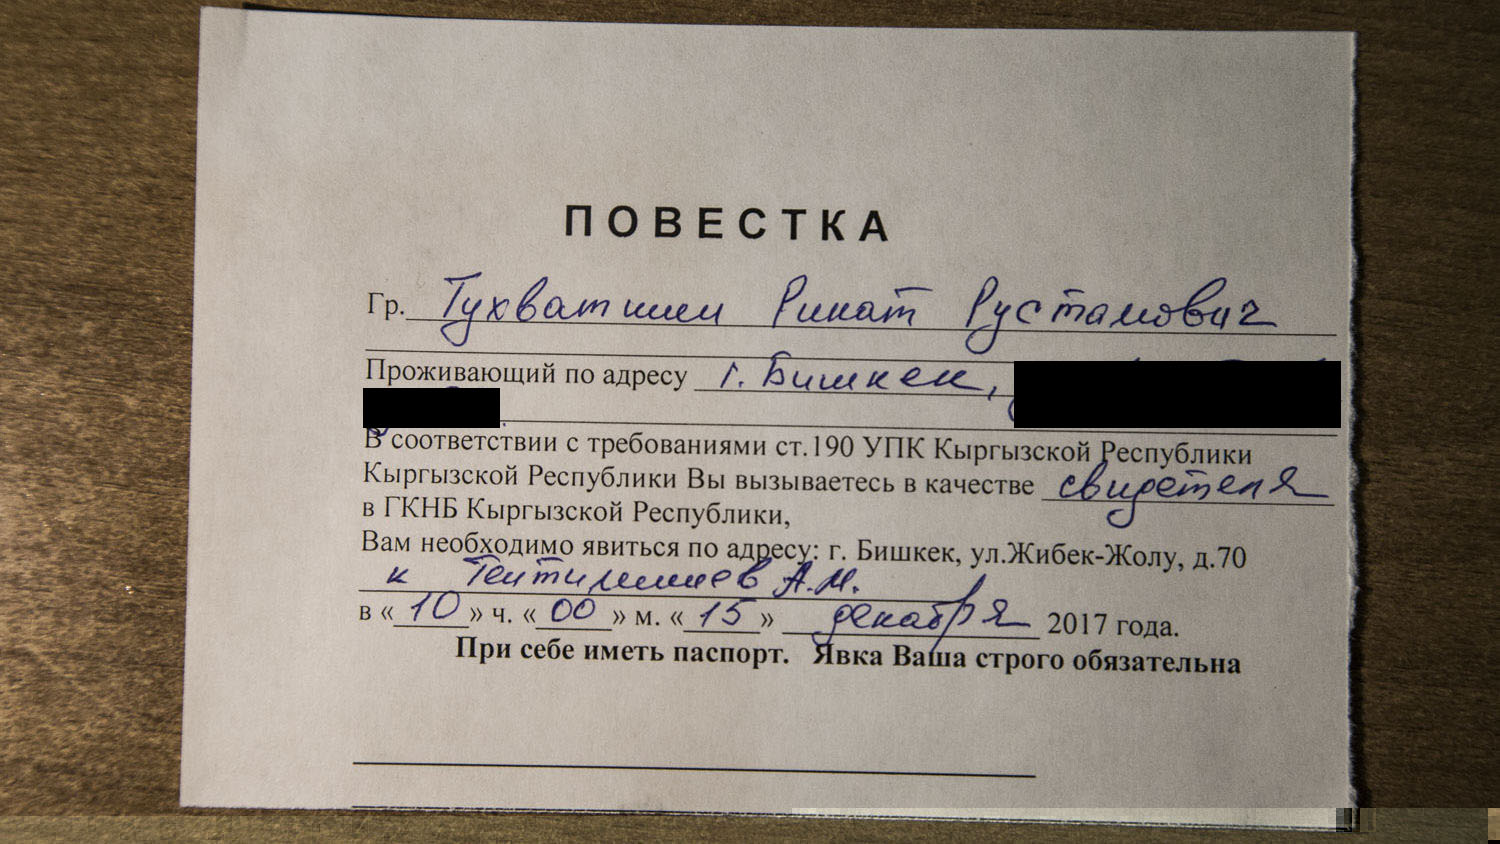 ПОВЕСТКА
Гр. Тухватшин Ринат Рустамович
Проживающий по адресу г. Бишкек,
В соответствии с требованиями ст.190 УПК Кыргызской Республики
Кыргызской Республики Вы вызываетесь в качестве свидетеля
в ГКНБ Кыргызской Республики,
Вам необходимо явиться по адресу: г. Бишкек, ул.Жибек-Жолу, д.70
к А.М.
в «10» ч. «00» м. «15» декабря 2017 года.
При себе иметь паспорт. Явка Ваша строго обязательна